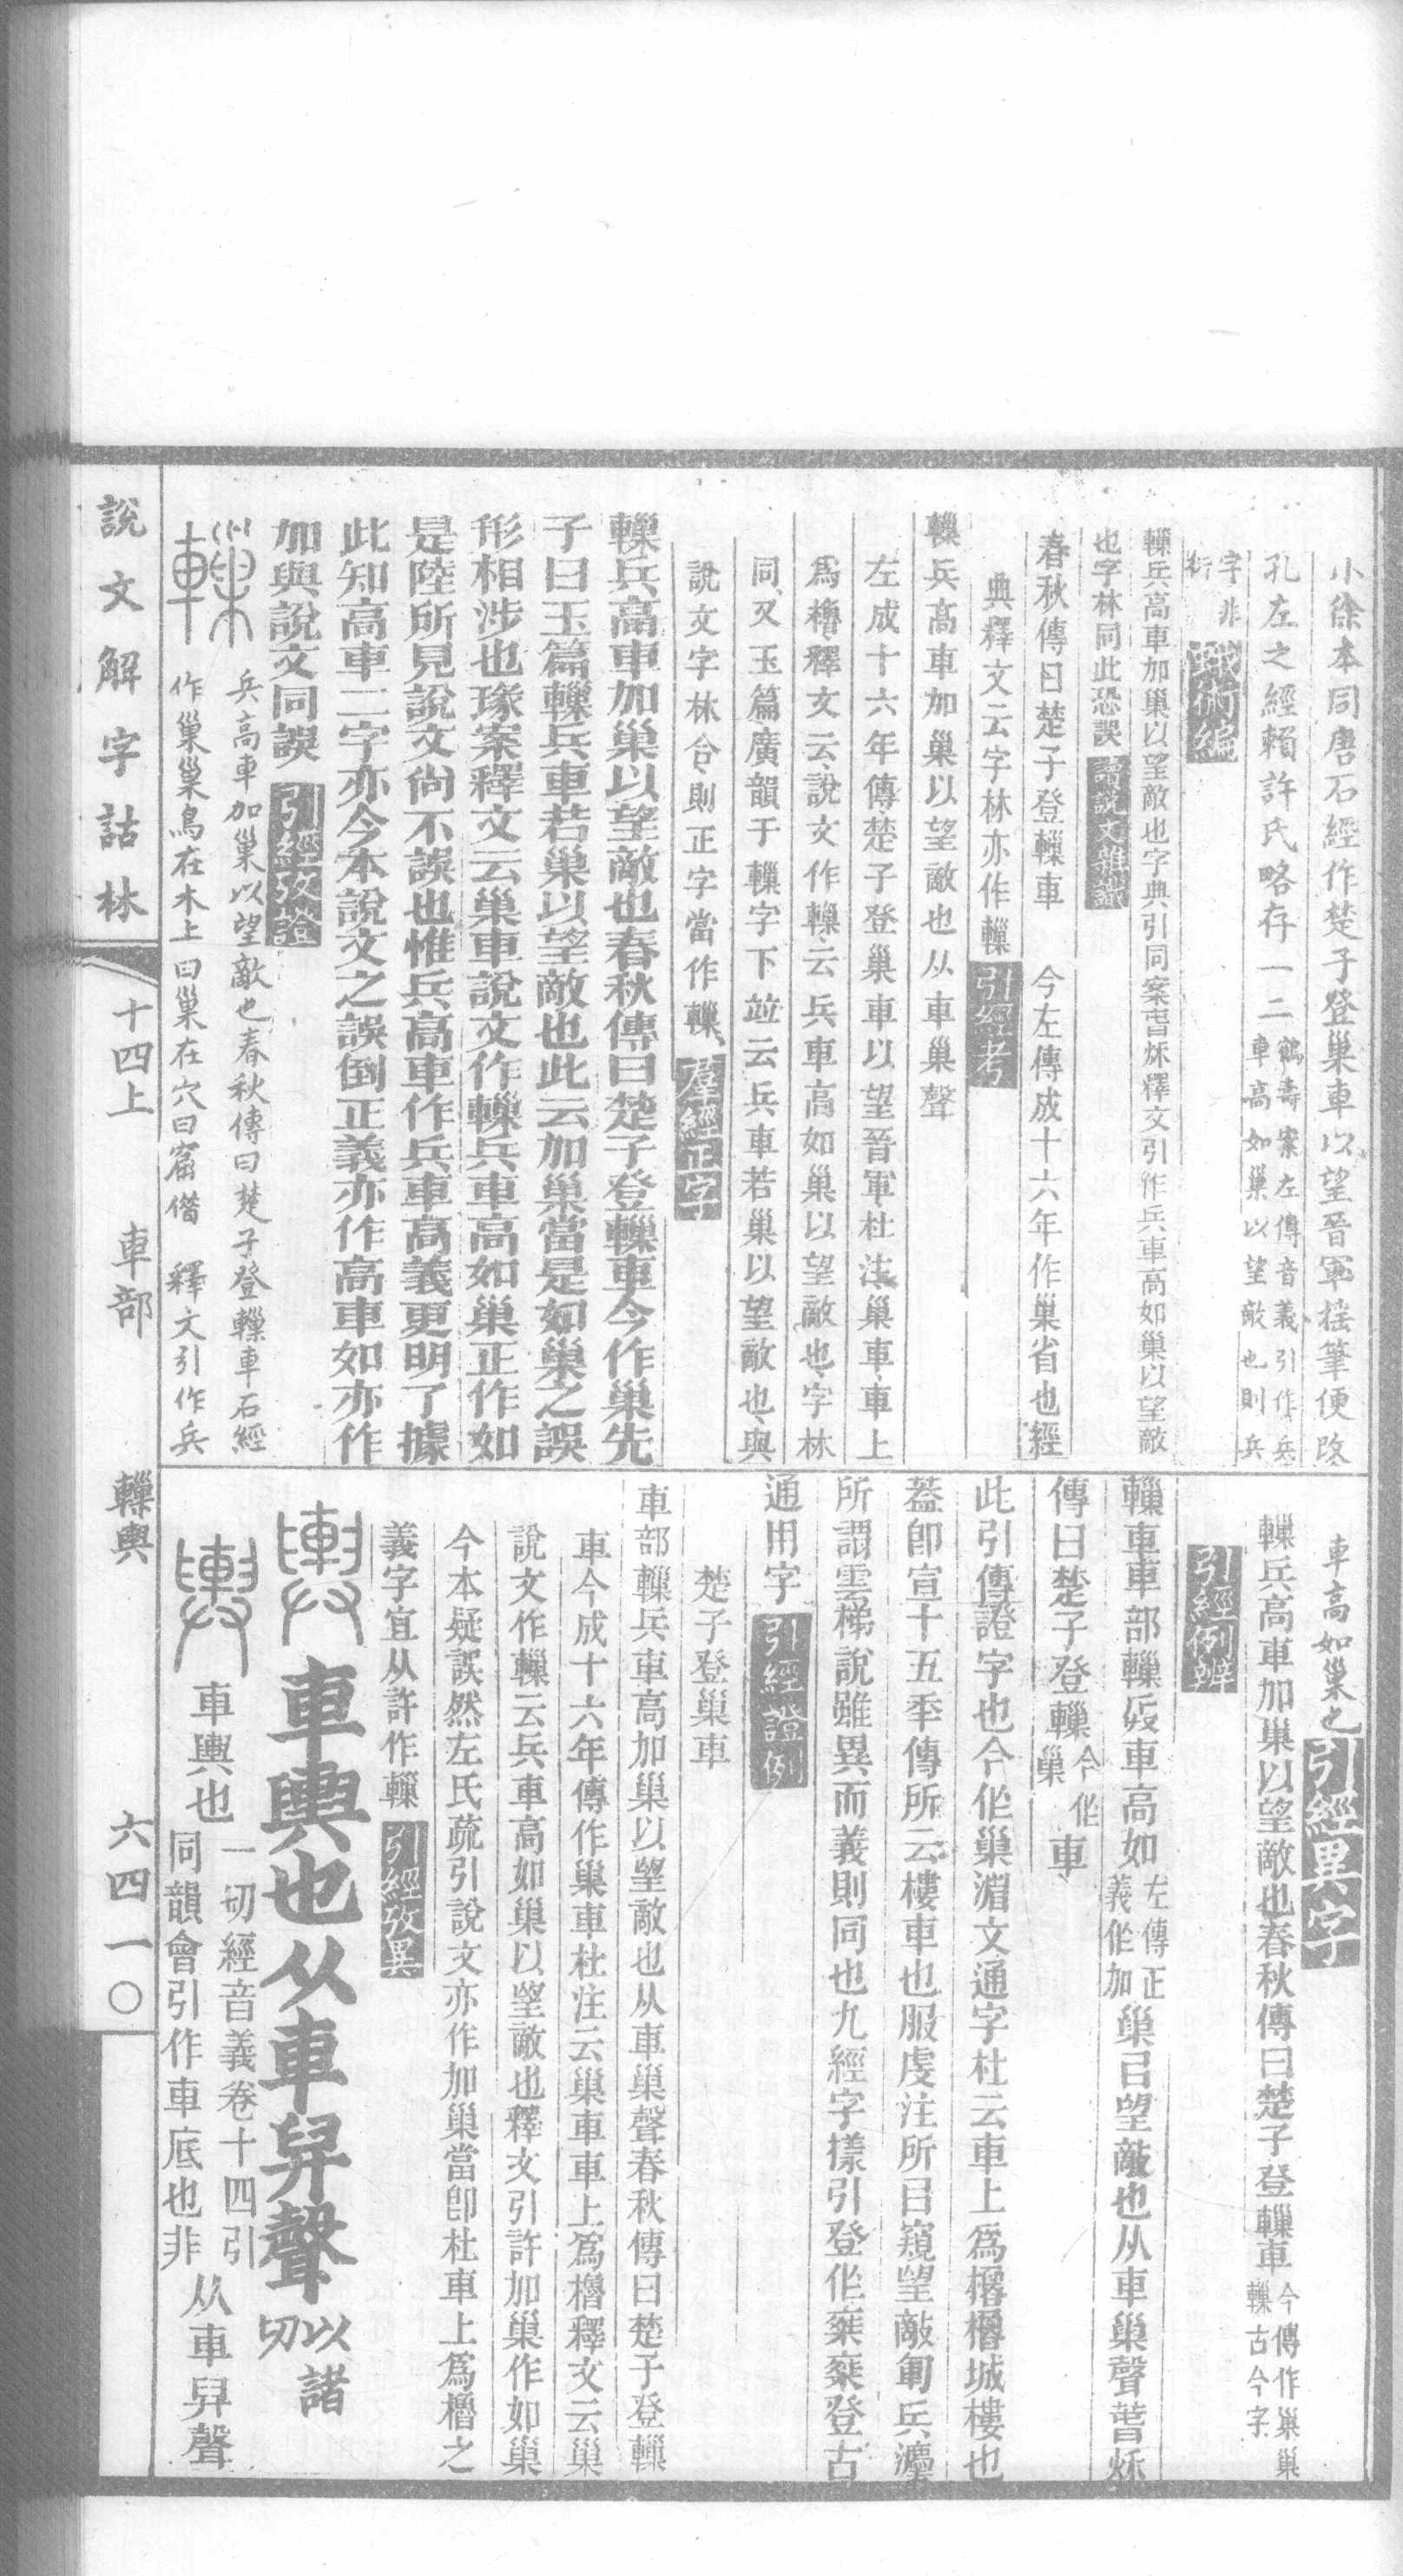 小徐本同唐石經作楚子登巢車以望晉軍搖筆便改
孔左之經賴許氏略存一二鶴壽案左傳音義引作兵車高如巢以望敵也則兵
字非衍
蛾術編
轈兵高車加巢以望敵也字典引同案旾秌釋文引作兵車高如巢以望敵
也字林同此恐誤 讀說文雜識
春秋傳曰楚子登轈車 今左傳成十六年作巢省也經
典釋文云字林亦作轈 引經考
轈兵高車加巢以望敵也从車巢聲
左成十六年傳楚子登巢車以望晉軍杜注巢車車上
爲櫓釋文云說文作轈云兵車高如巢以望敵也字林
同又玉篇廣韻于轈字下竝云兵車若巢以望敵也與
說文字林合則正字當作轈 羣經正字
轈兵高車加巢以望敵也春秋傳曰楚子登轈車今作巢先
子曰玉篇轈兵車若巢以望敵也此云加巢當是如巢之誤
形相涉也瑑案釋文云巢車說文作轈兵車高如巢正作如
是陸所見說文尙不誤也惟兵高車作兵車高義更明了據
此知高車二字亦今本說文之誤倒正義亦作高車如亦作
加與說文同誤 引經攷證
轈 兵高車加巢以望敵也春秋傳曰楚子登轈車石經
作巢巢鳥在木上曰巢在穴曰窩僭 釋文引作兵
車高如巢也 引經異字
轈兵高車加巢以望敵也春秋傳曰楚子登轈車今傳作巢巢轈古今字
引經例辨
轈車車部轈兵車高如左傳正義作加巢㠯望敵也从車巢聲萅秌
傳曰楚子登轈今作巢車
此引傳證字也今作巢湻文通字杜云車上爲櫓櫓城樓也
葢卽宣十五季傳所云樓車也服虔注所㠯窺望敵軍兵灋
所謂雲梯說雖異而義則同也九經字㨾引登作椉椉登古
通用字 引經證例
楚子登巢車
車部轈兵車高加巢以望敵也从車巢聲春秋傳曰楚子登轈
車今成十六年傳作巢車杜注云巢車車上爲櫓釋文云巢
說文作轈云兵車高如巢以望敵也釋文引許加巢作如巢
今本疑誤然左氏疏引說文亦作加巢當卽杜車上爲櫓之
義字宜从許作轈 引經攷異
輿 車輿也从車舁聲以諸切
輿 車輿也一切經音義卷十四引同韻會引作車底也非从車舁聲
說文解字詁林 十四上 車部 轈輿 六四一〇